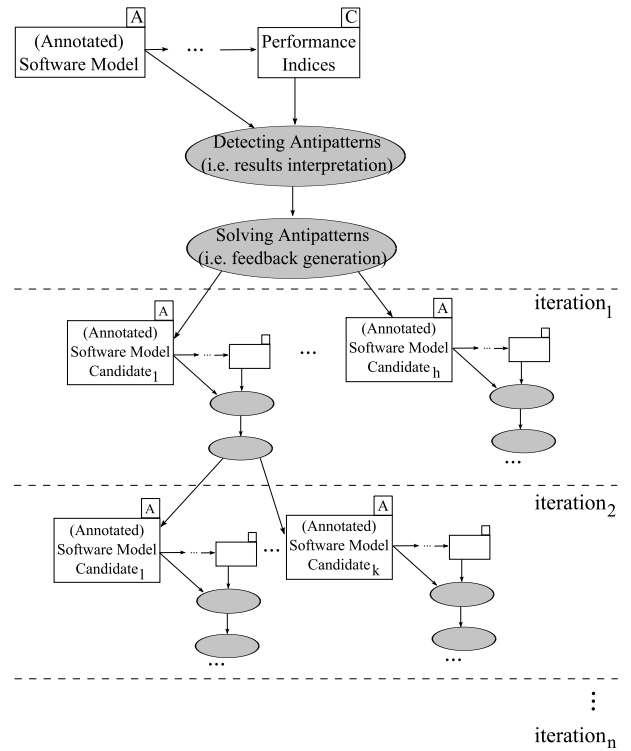 A
C
(Annotated)
Software Model
...
Performance
Indices
Detecting Antipatterns
(i.e. results interpretation)
Solving Antipatterns
(i.e. feedback generation)
iteration1
A
(Annotated)
Software Model
Candidate1
...
...
A
(Annotated)
Software Model
Candidateh
...
...
iteration2
A
(Annotated)
Software Model
Candidate1
...
...
A
(Annotated)
Software Model
Candidatek
...
...
...
⋮
iterationn